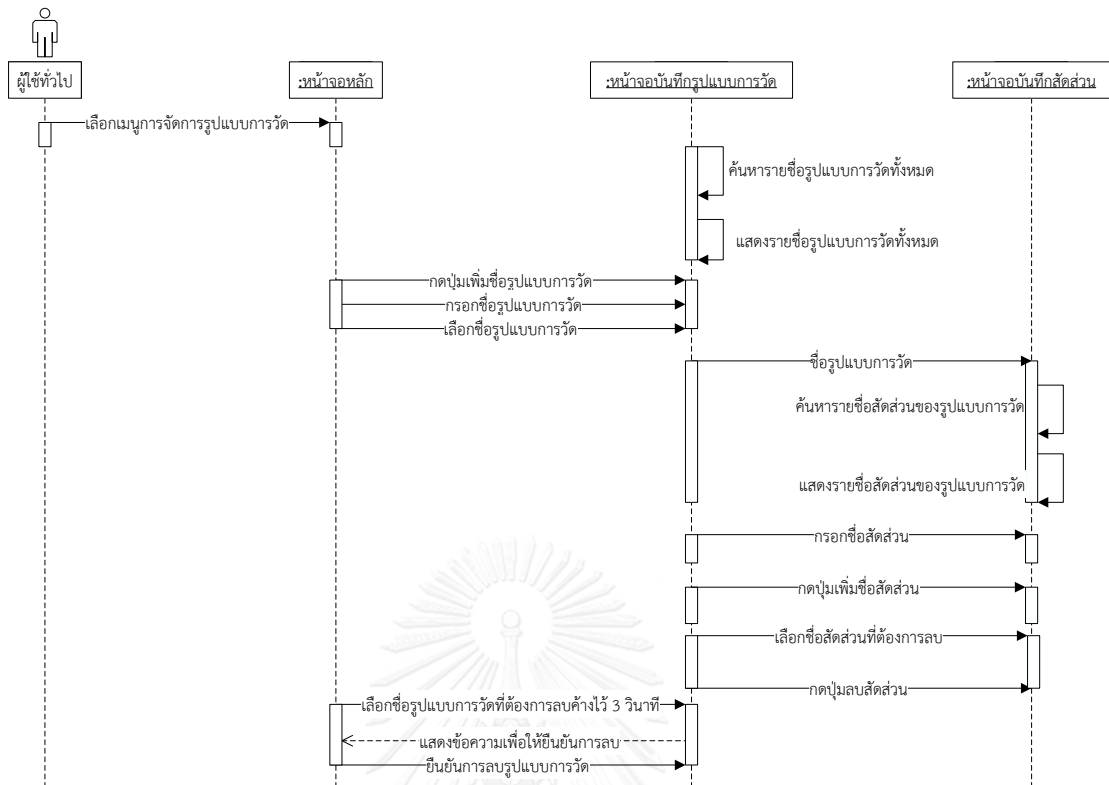 ผู้ใช้ทั่วไป
:หน้าจอหลัก
:หน้าจอบันทึกรูปแบบการวัด
:หน้าจอบันทึกสัดส่วน
เลือกเมนูการจัดการรูปแบบการวัด
ค้นหารายชื่อรูปแบบการวัดทั้งหมด
แสดงรายชื่อรูปแบบการวัดทั้งหมด
กดปุ่มเพิ่มชื่อรูปแบบการวัด
กรอกชื่อรูปแบบการวัด
เลือกชื่อรูปแบบการวัด
ชื่อรูปแบบการวัด
ค้นหารายชื่อสัดส่วนของรูปแบบการวัด
แสดงรายชื่อสัดส่วนของรูปแบบการวัด
กรอกชื่อสัดส่วน
กดปุ่มเพิ่มชื่อสัดส่วน
เลือกชื่อสัดส่วนที่ต้องการลบ
กดปุ่มลบสัดส่วน
เลือกชื่อรูปแบบการวัดที่ต้องการลบค้างไว้ 3 วินาที
แสดงข้อความเพื่อให้ยืนยันการลบ
ยืนยันการลบรูปแบบการวัด